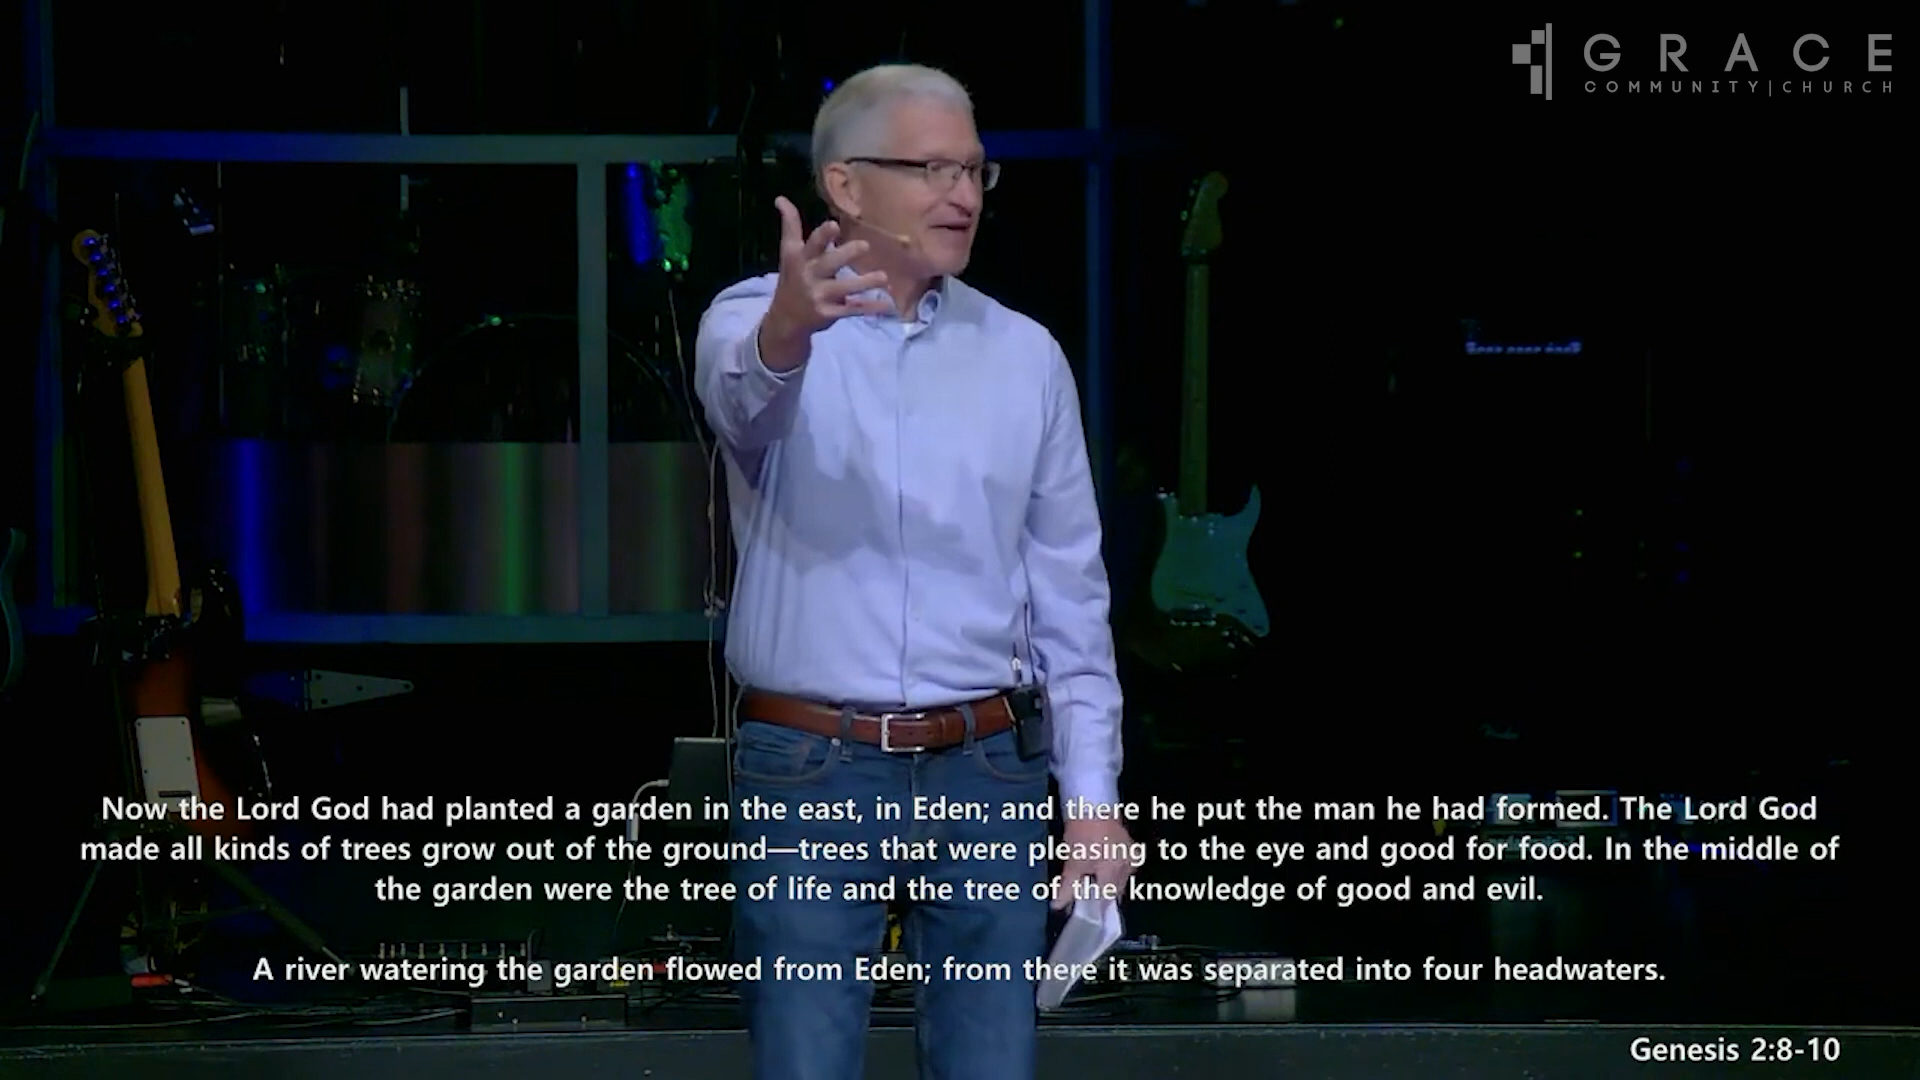 GRACE
COMMUNITY|CHURCH
Now the Lord God had planted a garden in the east, in Eden; and there he put the man he had formed. The Lord God
made all kinds of trees grow out of the ground—trees that were pleasing to the eye and good for food. In the middle of
the garden were the tree of life and the tree of the knowledge of good and evil.
A river watering the garden flowed from Eden; from there it was separated into four headwaters.
Genesis 2:8-10